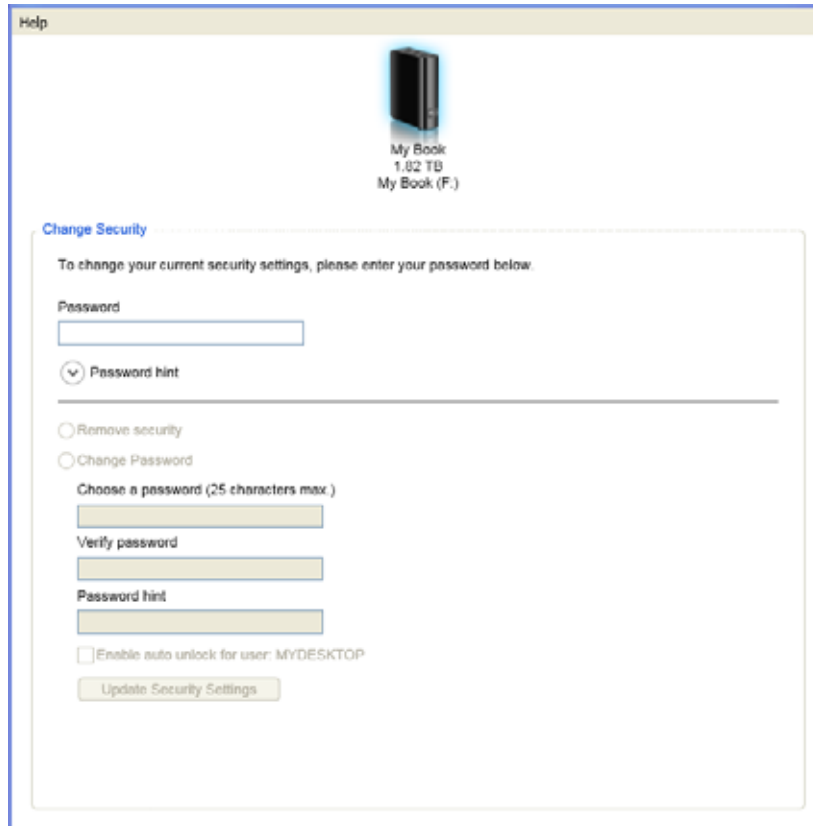 Help
My Book
1.82 TB
My Book (F:)
Change Security
To change your current security settings, please enter your password below.
Password
Password hint
Remove security
Change Password
Choose a password (25 characters max.)
Verify password
Password hint
Enable auto unlock for user: MYDESKTOP
Update Security Settings